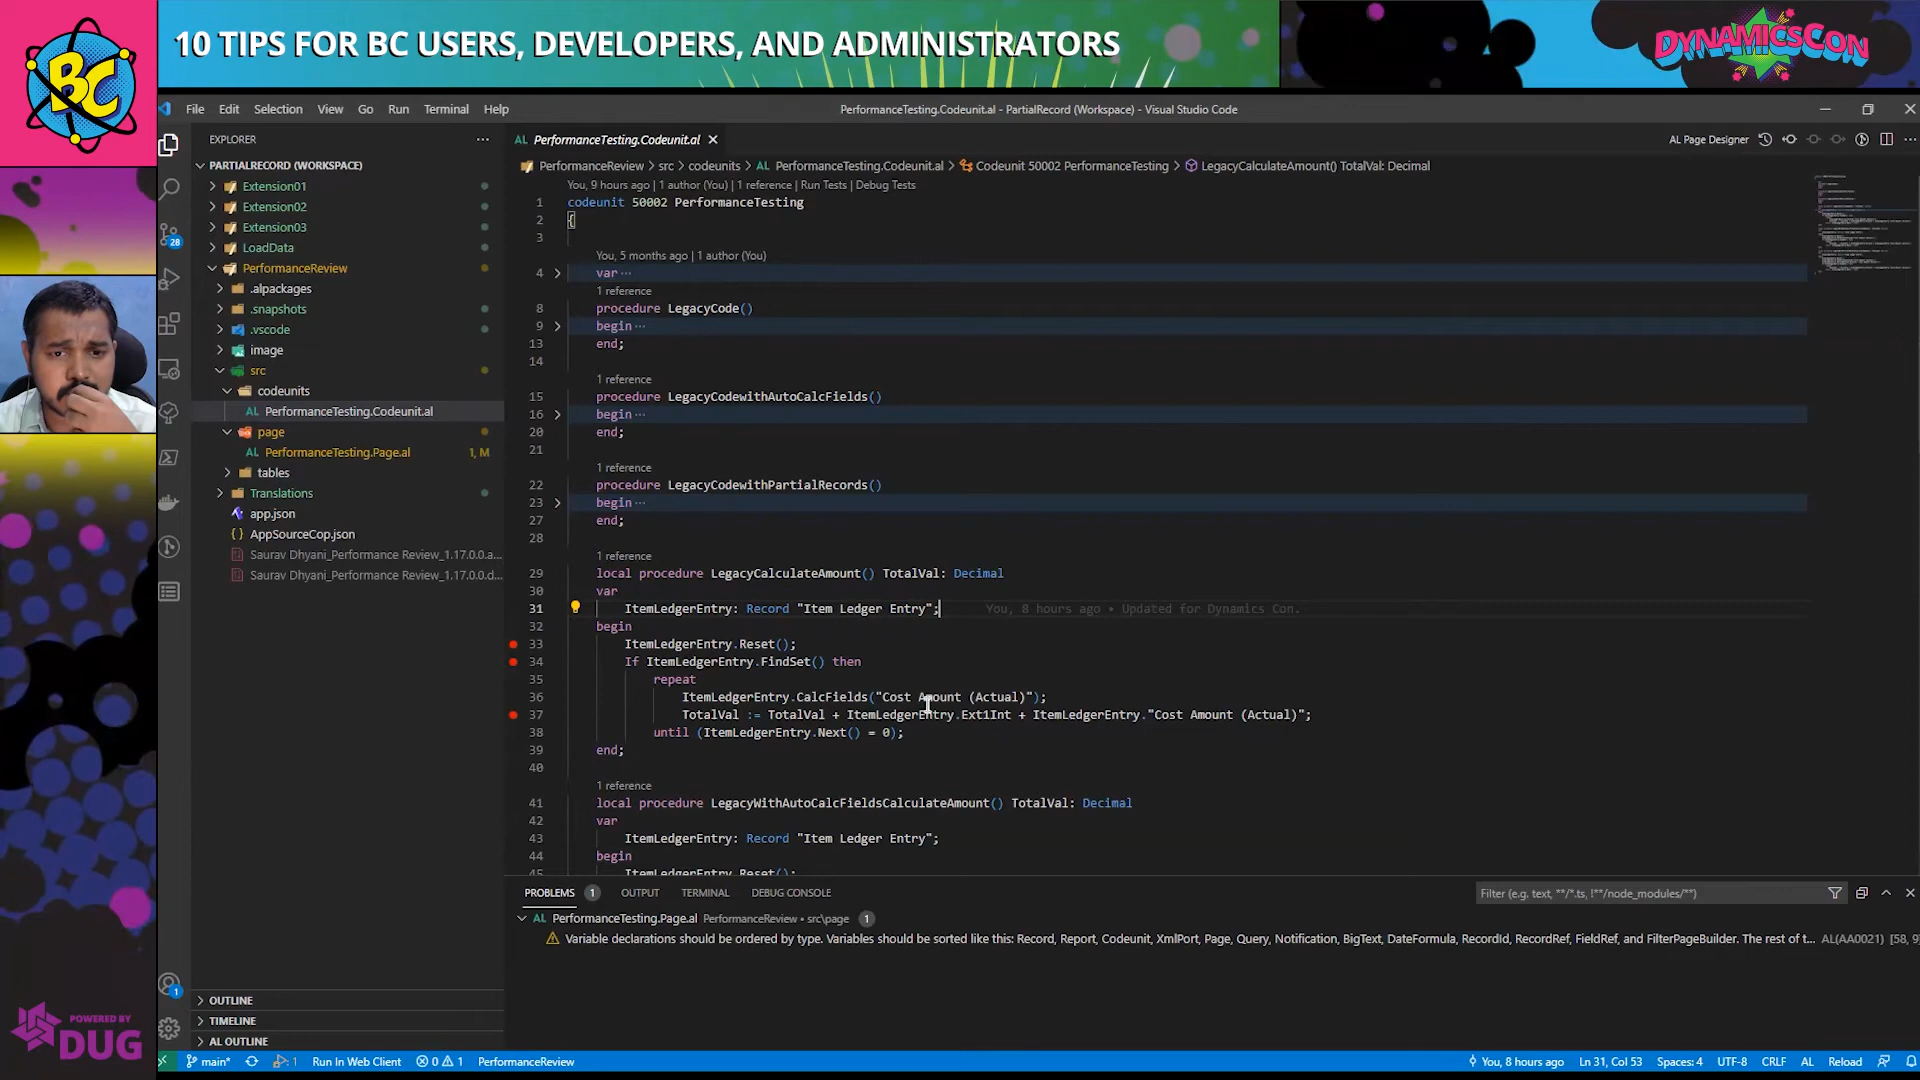 10 TIPS FOR BC USERS, DEVELOPERS, AND ADMINISTRATORS
BC
DYNAMICSCON
File Edit Selection View Go Run Terminal Help
PerformanceTesting.Codeunit.al - PartialRecord (Workspace) - Visual Studio Code
EXPLORER
PARTIALRECORD (WORKSPACE)
Extension01
Extension02
Extension03
LoadData
PerformanceReview
.alpackages
.snapshots
.vscode
image
src
codeunits
AL PerformanceTesting.Codeunit.al
page
AL PerformanceTesting.Page.al 1, M
tables
Translations
app.json
{} AppSourceCop.json
Saurav Dhyani_Performance Review_1.17.0.0.a...
Saurav Dhyani_Performance Review_1.17.0.0.d...
OUTLINE
TIMELINE
AL OUTLINE
28
1
AL PerformanceTesting.Codeunit.al
AL Page Designer
PerformanceReview > src > codeunits > AL PerformanceTesting.Codeunit.al > Codeunit 50002 PerformanceTesting > LegacyCalculateAmount() TotalVal: Decimal
You, 9 hours ago | 1 author (You) | 1 reference | Run Tests | Debug Tests
1 codeunit 50002 PerformanceTesting
2 {
3
You, 5 months ago | 1 author (You)
4 var ...
1 reference
8 procedure LegacyCode()
9 begin ...
13 end;
14
1 reference
15 procedure LegacyCodewithAutoCalcFields()
16 begin ...
20 end;
21
1 reference
22 procedure LegacyCodewithPartialRecords()
23 begin ...
27 end;
28
1 reference
29 local procedure LegacyCalculateAmount() TotalVal: Decimal
30 var
31 ItemLedgerEntry: Record "Item Ledger Entry"; You, 8 hours ago • Updated for Dynamics Con.
32 begin
33 ItemLedgerEntry.Reset();
34 If ItemLedgerEntry.FindSet() then
35 repeat
36 ItemLedgerEntry.CalcFields("Cost Amount (Actual)");
37 TotalVal := TotalVal + ItemLedgerEntry.Ext1Int + ItemLedgerEntry."Cost Amount (Actual)";
38 until (ItemLedgerEntry.Next() = 0);
39 end;
40
1 reference
41 local procedure LegacyWithAutoCalcFieldsCalculateAmount() TotalVal: Decimal
42 var
43 ItemLedgerEntry: Record "Item Ledger Entry";
44 begin
45 ItemLedgerEntry.Reset();
PROBLEMS 1 OUTPUT TERMINAL DEBUG CONSOLE
Filter (e.g. text, **/*.ts, !**/node_modules/**)
AL PerformanceTesting.Page.al PerformanceReview • src\page 1
Variable declarations should be ordered by type. Variables should be sorted like this: Record, Report, Codeunit, XmlPort, Page, Query, Notification, BigText, DateFormula, RecordId, RecordRef, FieldRef, and FilterPageBuilder. The rest of t... AL(AA0021) [58, 9
POWERED BY
DUG
main* 1 Run In Web Client 0 1 PerformanceReview
You, 8 hours ago Ln 31, Col 53 Spaces: 4 UTF-8 CRLF AL Reload